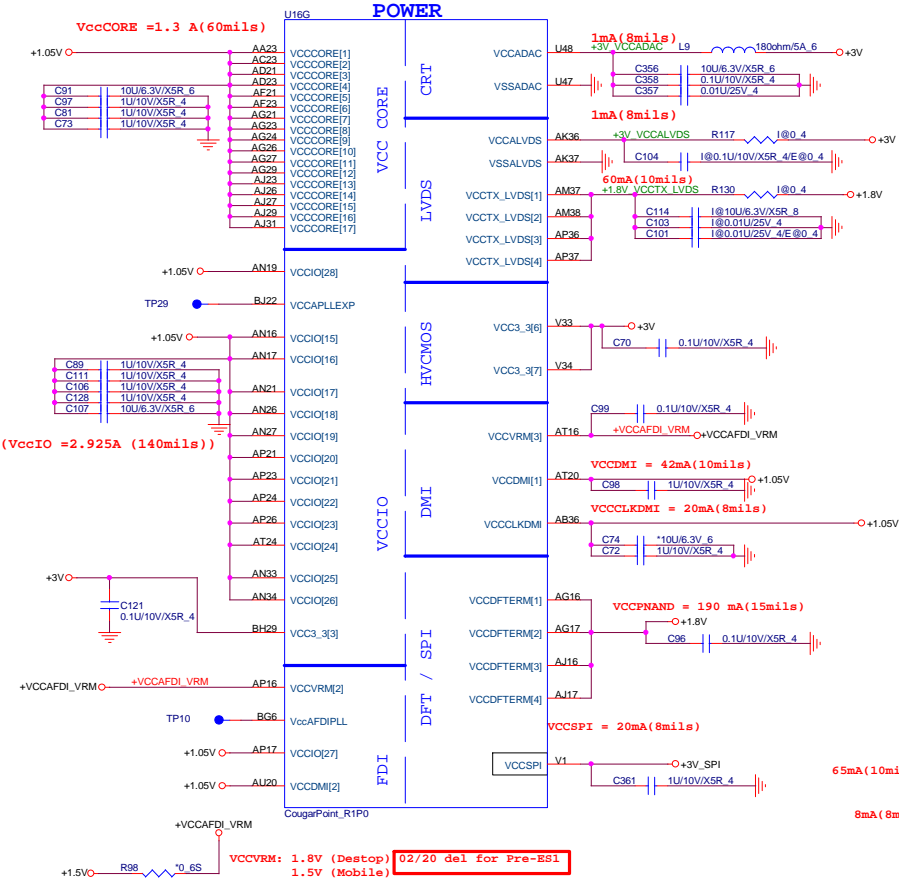 POWER
U16G
VccCORE =1.3 A(60mils)
+1.05V
AA23 VCCCORE[1]
AC23 VCCCORE[2]
AD21 VCCCORE[3]
AD23 VCCCORE[4]
AF21 VCCCORE[5]
AF23 VCCCORE[6]
AG21 VCCCORE[7]
AG23 VCCCORE[8]
AG24 VCCCORE[9]
AG26 VCCCORE[10]
AG27 VCCCORE[11]
AG29 VCCCORE[12]
AJ23 VCCCORE[13]
AJ26 VCCCORE[14]
AJ27 VCCCORE[15]
AJ29 VCCCORE[16]
AJ31 VCCCORE[17]
C91 10U/6.3V/X5R_6
C97 1U/10V/X5R_4
C81 1U/10V/X5R_4
C73 1U/10V/X5R_4
VCC CORE
+1.05V AN19 VCCIO[28]
TP29 BJ22 VCCAPLLEXP
+1.05V AN16 VCCIO[15]
AN17 VCCIO[16]
AN21 VCCIO[17]
AN26 VCCIO[18]
AN27 VCCIO[19]
AP21 VCCIO[20]
AP23 VCCIO[21]
AP24 VCCIO[22]
AP26 VCCIO[23]
AT24 VCCIO[24]
AN33 VCCIO[25]
AN34 VCCIO[26]
C89 1U/10V/X5R_4
C111 1U/10V/X5R_4
C106 1U/10V/X5R_4
C128 1U/10V/X5R_4
C107 10U/6.3V/X5R_6
(VccIO =2.925A (140mils))
VCCIO
+3V
C121
0.1U/10V/X5R_4
BH29 VCC3_3[3]
+VCCAFDI_VRM +VCCAFDI_VRM AP16 VCCVRM[2]
TP10 BG6 VccAFDIPLL
+1.05V AP17 VCCIO[27]
+1.05V AU20 VCCDMI[2]
FDI
CougarPoint_R1P0
CRT
1mA(8mils)
VCCADAC U48 +3V_VCCADAC L9 180ohm/5A_6 +3V
VSSADAC U47
C356 10U/6.3V/X5R_6
C358 0.1U/10V/X5R_4
C357 0.01U/25V_4
LVDS
1mA(8mils)
VCCALVDS AK36 +3V_VCCALVDS R117 I@0_4 +3V
VSSALVDS AK37
C104 I@0.1U/10V/X5R_4/E@0_4
60mA(10mils)
VCCTX_LVDS[1] AM37 +1.8V_VCCTX_LVDS R130 I@0_4 +1.8V
VCCTX_LVDS[2] AM38
VCCTX_LVDS[3] AP36
VCCTX_LVDS[4] AP37
C114 I@10U/6.3V/X5R_8
C103 I@0.01U/25V_4
C101 I@0.01U/25V_4/E@0_4
HVCMOS
VCC3_3[6] V33 +3V
C70 0.1U/10V/X5R_4
VCC3_3[7] V34
DMI
C99 0.1U/10V/X5R_4
VCCVRM[3] AT16 +VCCAFDI_VRM +VCCAFDI_VRM
VCCDMI = 42mA(10mils)
VCCDMI[1] AT20 +1.05V
C98 1U/10V/X5R_4
VCCCLKDMI = 20mA(8mils)
VCCCLKDMI AB36 +1.05V
C74 *10U/6.3V_6
C72 1U/10V/X5R_4
DFT / SPI
VCCDFTERM[1] AG16
VCCPNAND = 190 mA(15mils)
+1.8V
VCCDFTERM[2] AG17
C96 0.1U/10V/X5R_4
VCCDFTERM[3] AJ16
VCCDFTERM[4] AJ17
VCCSPI = 20mA(8mils)
VCCSPI V1 +3V_SPI
C361 1U/10V/X5R_4
65mA(10mi
8mA(8m
+VCCAFDI_VRM
+1.5V R98 *0_6S
VCCVRM: 1.8V (Destop) 02/20 del for Pre-ES1
1.5V (Mobile)